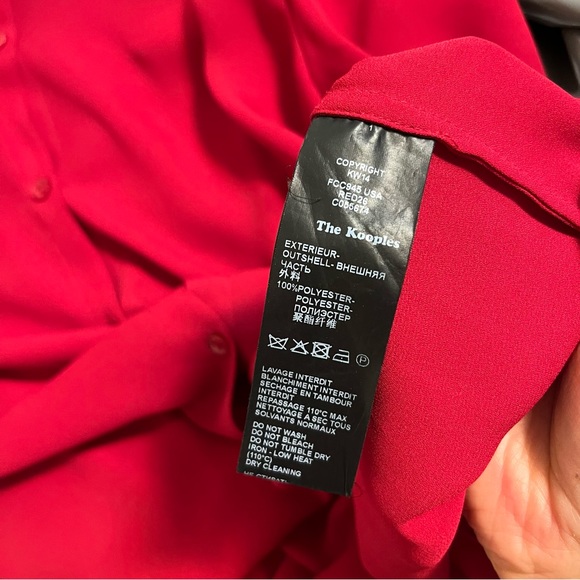 COPYRIGHT
KW14
FCC945 USA
RED26
C055674
The Kooples
EXTERIEUR-
OUTSHELL- ВНЕШНЯЯ
ЧАСТЬ
外料
100%POLYESTER-
POLYESTER-
ПОЛИЭСТЕР
聚酯纤维
P
LAVAGE INTERDIT
BLANCHIMENT INTERDIT
SECHAGE EN TAMBOUR
INTERDIT
REPASSAGE 110°C MAX
NETTOYAGE A SEC TOUS
SOLVANTS NORMAUX
DO NOT WASH
DO NOT BLEACH
DO NOT TUMBLE DRY
IRON - LOW HEAT
(110°C)
DRY CLEANING